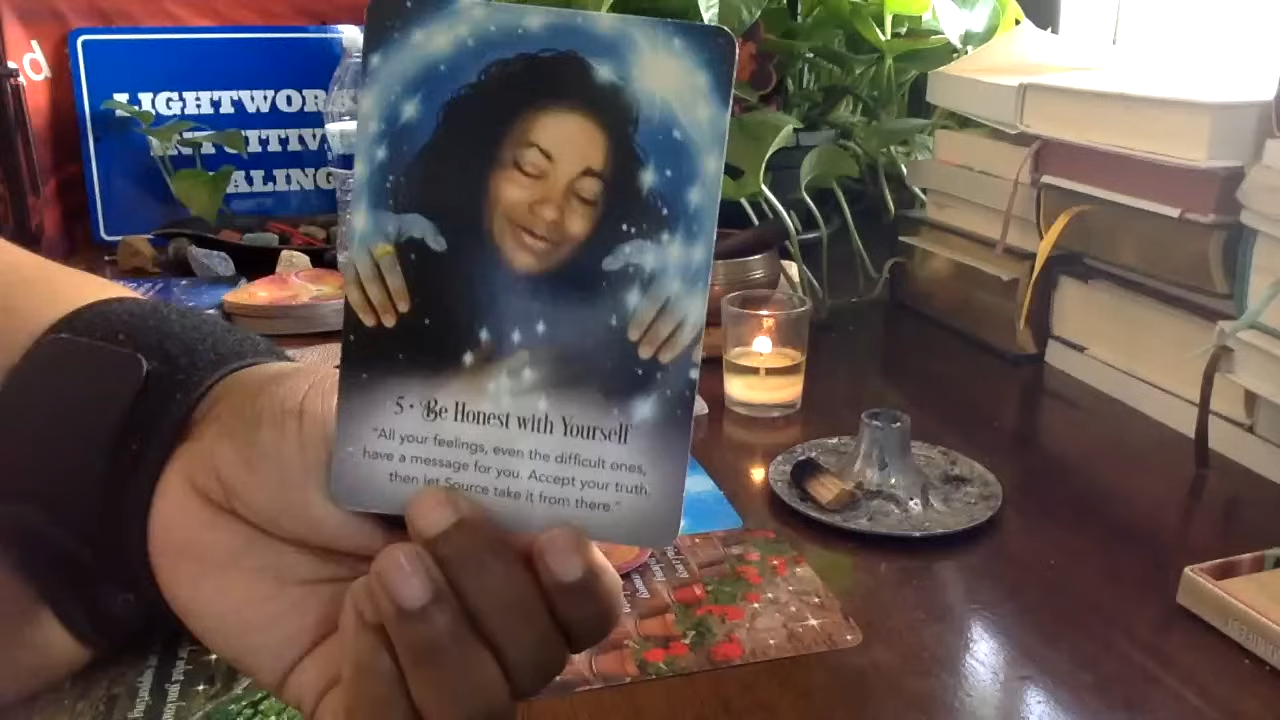 ed
LIGHTWORK
INTUITIV
ALING
5 • Be Honest with Yourself
"All your feelings, even the difficult ones,
have a message for you. Accept your truth,
then let Source take it from there."